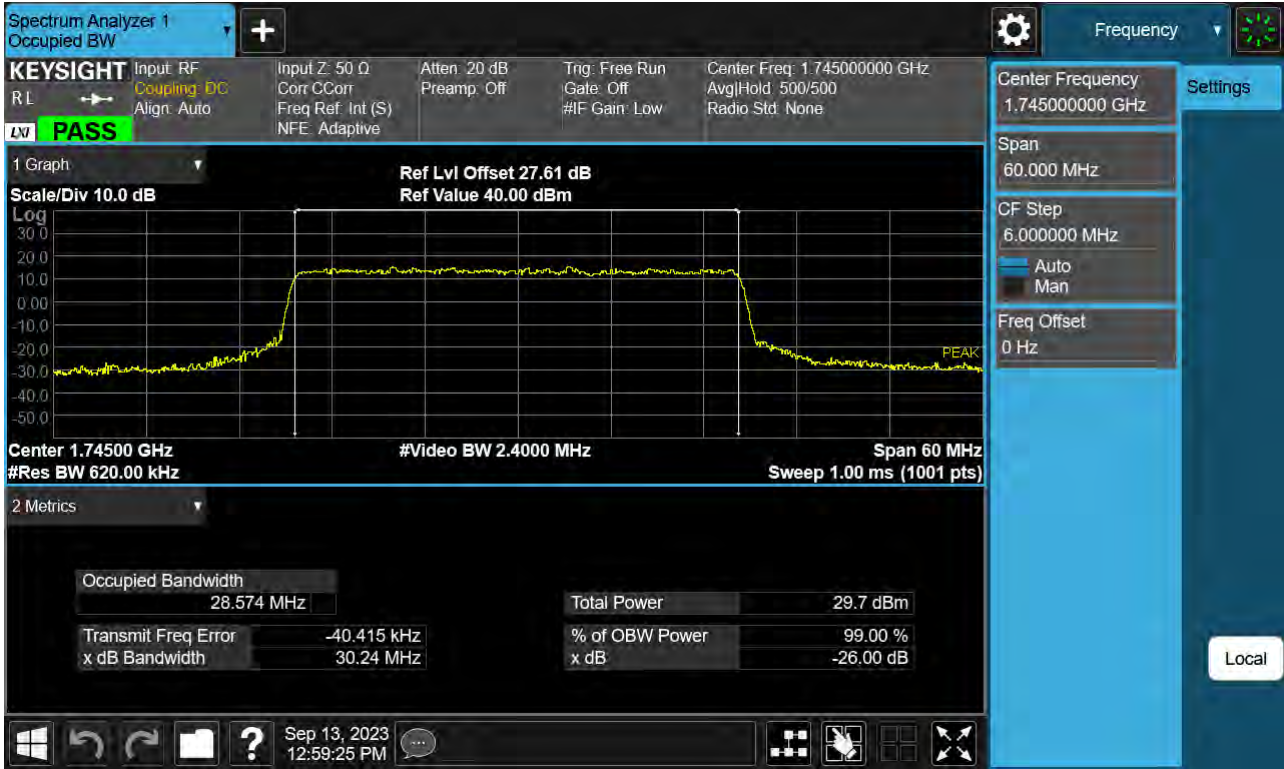 Spectrum Analyzer 1
Occupied BW
+
Frequency
KEYSIGHT
R L
LXI PASS
Input: RF
Coupling: DC
Align: Auto
Input Z: 50 Ω
Corr CCorr
Freq Ref: Int (S)
NFE: Adaptive
Atten: 20 dB
Preamp: Off
Trig: Free Run
Gate: Off
#IF Gain: Low
Center Freq: 1.745000000 GHz
Avg|Hold: 500/500
Radio Std: None
Center Frequency
1.745000000 GHz
Settings
Span
60.000 MHz
CF Step
6.000000 MHz
Auto
Man
Freq Offset
0 Hz
Local
1 Graph
Scale/Div 10.0 dB
Ref Lvl Offset 27.61 dB
Ref Value 40.00 dBm
Log
30.0
20.0
10.0
0.00
-10.0
-20.0
-30.0
-40.0
-50.0
PEAK
Center 1.74500 GHz
#Video BW 2.4000 MHz
Span 60 MHz
#Res BW 620.00 kHz
Sweep 1.00 ms (1001 pts)
2 Metrics
Occupied Bandwidth
28.574 MHz
Total Power 29.7 dBm
Transmit Freq Error -40.415 kHz
% of OBW Power 99.00 %
x dB Bandwidth 30.24 MHz
x dB -26.00 dB
?
Sep 13, 2023
12:59:25 PM